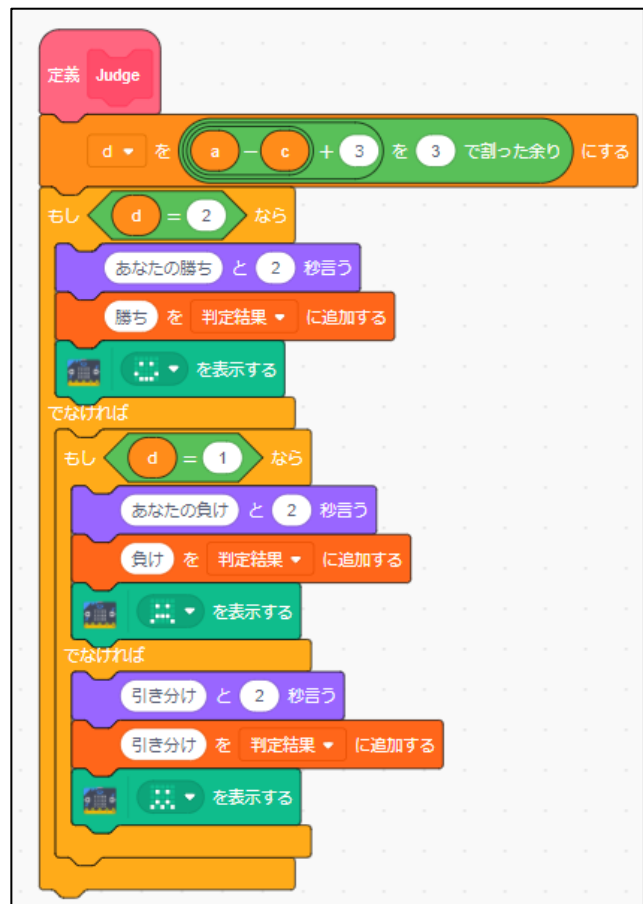 定義 Judge
d ▼ を a - c + 3 を 3 で割った余り にする
もし d = 2 なら
あなたの勝ち と 2 秒言う
勝ち を 判定結果 ▼ に追加する
を表示する
でなければ
もし d = 1 なら
あなたの負け と 2 秒言う
負け を 判定結果 ▼ に追加する
を表示する
でなければ
引き分け と 2 秒言う
引き分け を 判定結果 ▼ に追加する
を表示する